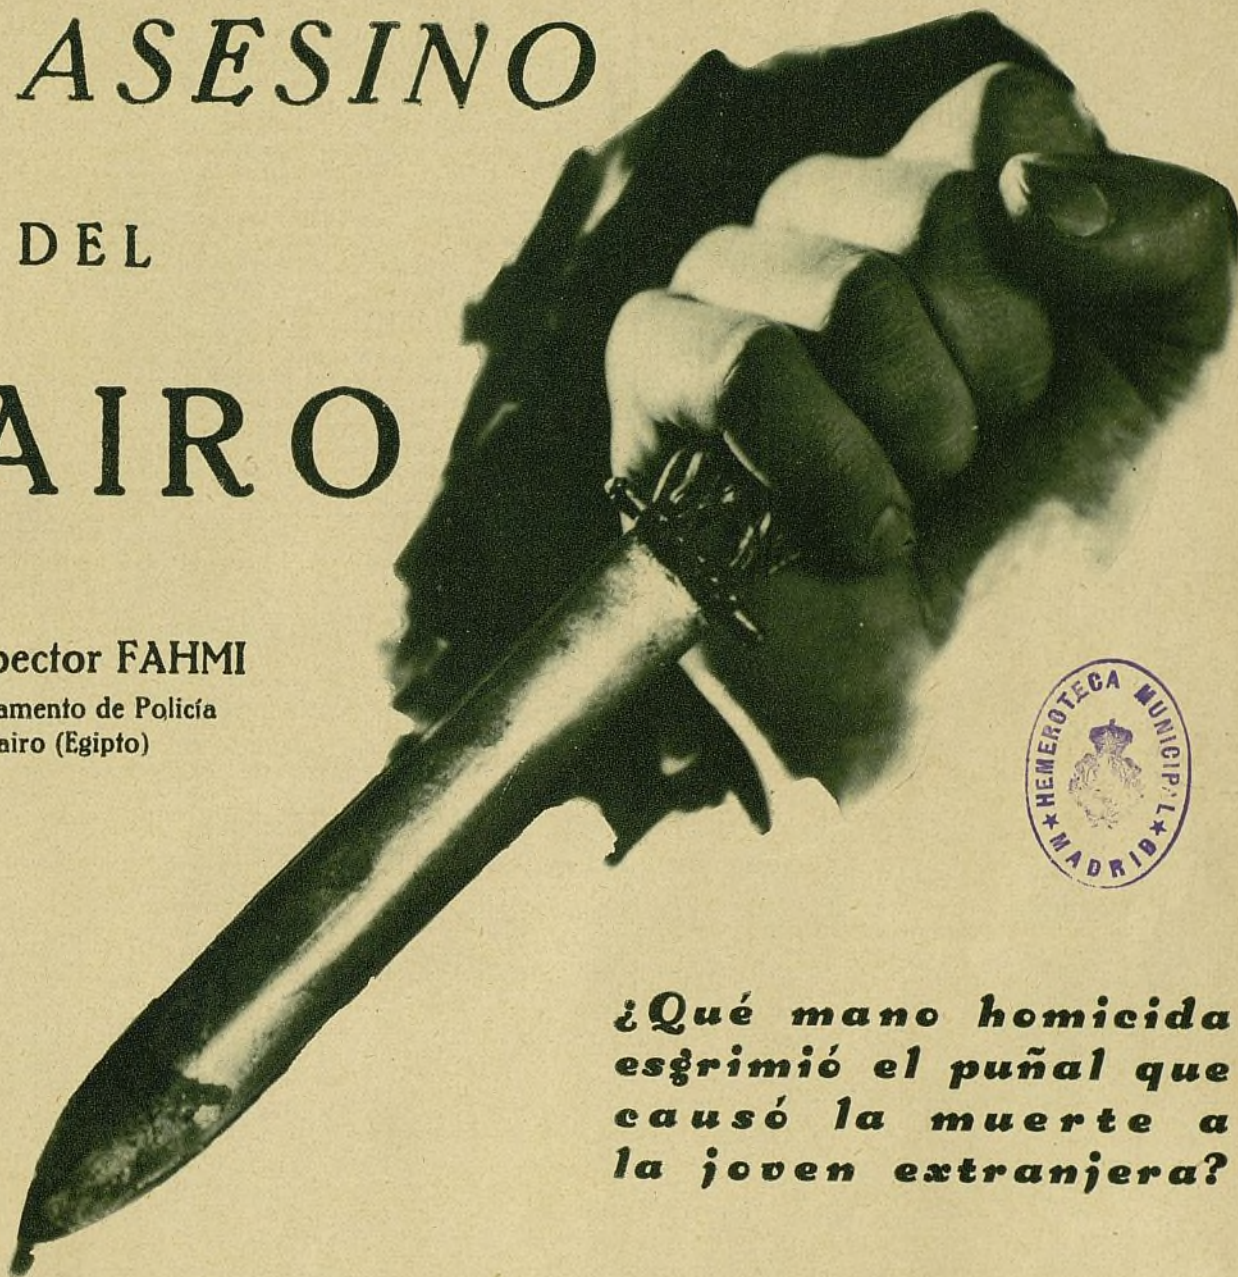 ASESINO
DEL
AIRO
pector FAHMI
amento de Policía
airo (Egipto)
HEMEROTECA MUNICIPAL
MADRID
¿Qué mano homicida
esgrimió el puñal que
causó la muerte a
la joven extranjera?